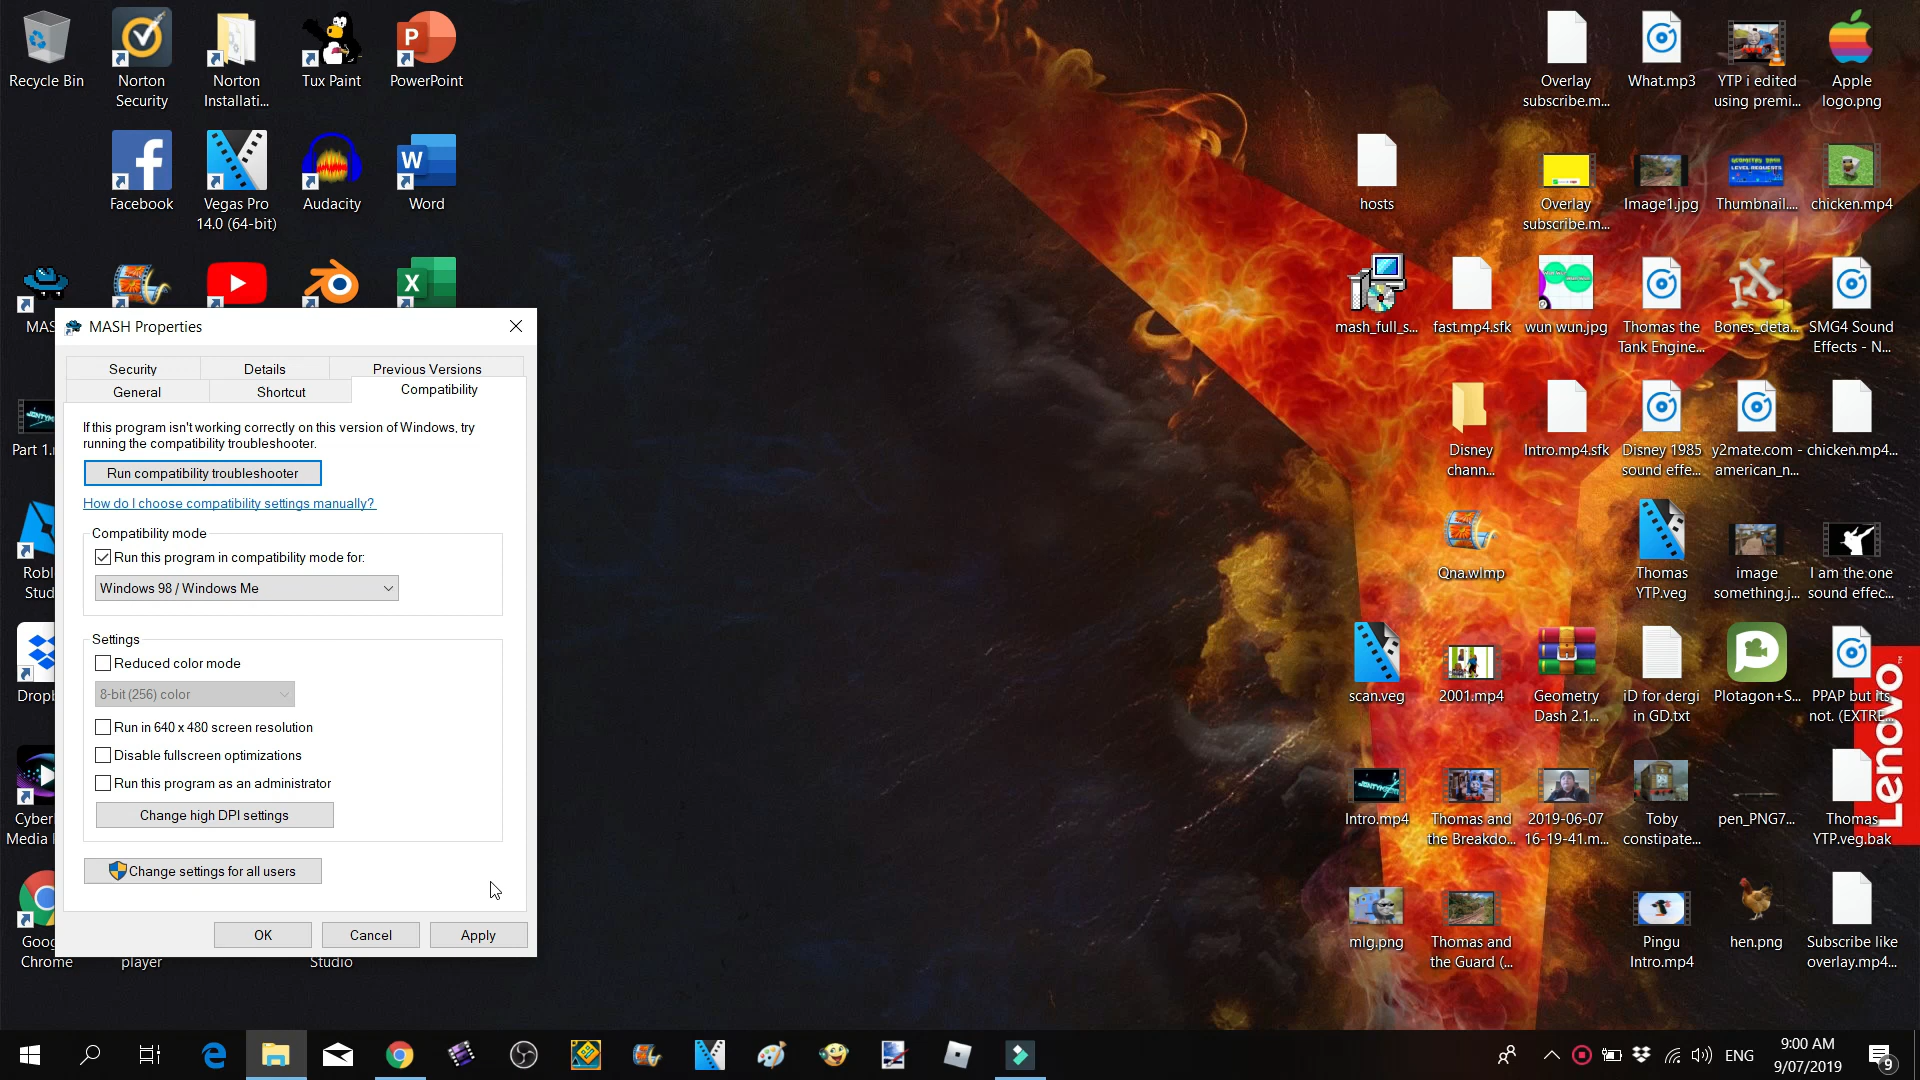 Recycle Bin
Norton
Security
Norton
Installati...
Tux Paint
PowerPoint
Facebook
Vegas Pro
14.0 (64-bit)
Audacity
Word
MASH Properties
Security
Details
Previous Versions
General
Shortcut
Compatibility
If this program isn't working correctly on this version of Windows, try
running the compatibility troubleshooter.
Run compatibility troubleshooter
How do I choose compatibility settings manually?
Compatibility mode
Run this program in compatibility mode for:
Windows 98 / Windows Me
Settings
Reduced color mode
8-bit (256) color
Run in 640 x 480 screen resolution
Disable fullscreen optimizations
Run this program as an administrator
Change high DPI settings
Change settings for all users
OK
Cancel
Apply
Part 1.
Chrome
player
Studio
Overlay
subscribe.m...
What.mp3
YTP i edited
using premi...
Apple
logo.png
hosts
Overlay
subscribe.m...
Image1.jpg
Thumbnail....
chicken.mp4
mash_full_s...
fast.mp4.sfk
wun wun.jpg
Thomas the
Tank Engine...
Bones_deta...
SMG4 Sound
Effects - N...
Disney
chann...
Intro.mp4.sfk
Disney 1985
sound effe...
y2mate.com -
american_n...
chicken.mp4...
Qna.wlmp
Thomas
YTP.veg
image
something.j...
I am the one
sound effec...
scan.veg
2001.mp4
Geometry
Dash 2.1...
iD for dergi
in GD.txt
Plotagon+S...
PPAP but its
not. (EXTRE...
Lenovo
Intro.mp4
Thomas and
the Breakdo...
2019-06-07
16-19-41.m...
Toby
constipate...
pen_PNG7...
Thomas
YTP.veg.bak
mlg.png
Thomas and
the Guard (...
Pingu
Intro.mp4
hen.png
Subscribe like
overlay.mp4...
ENG
9:00 AM
9/07/2019
9